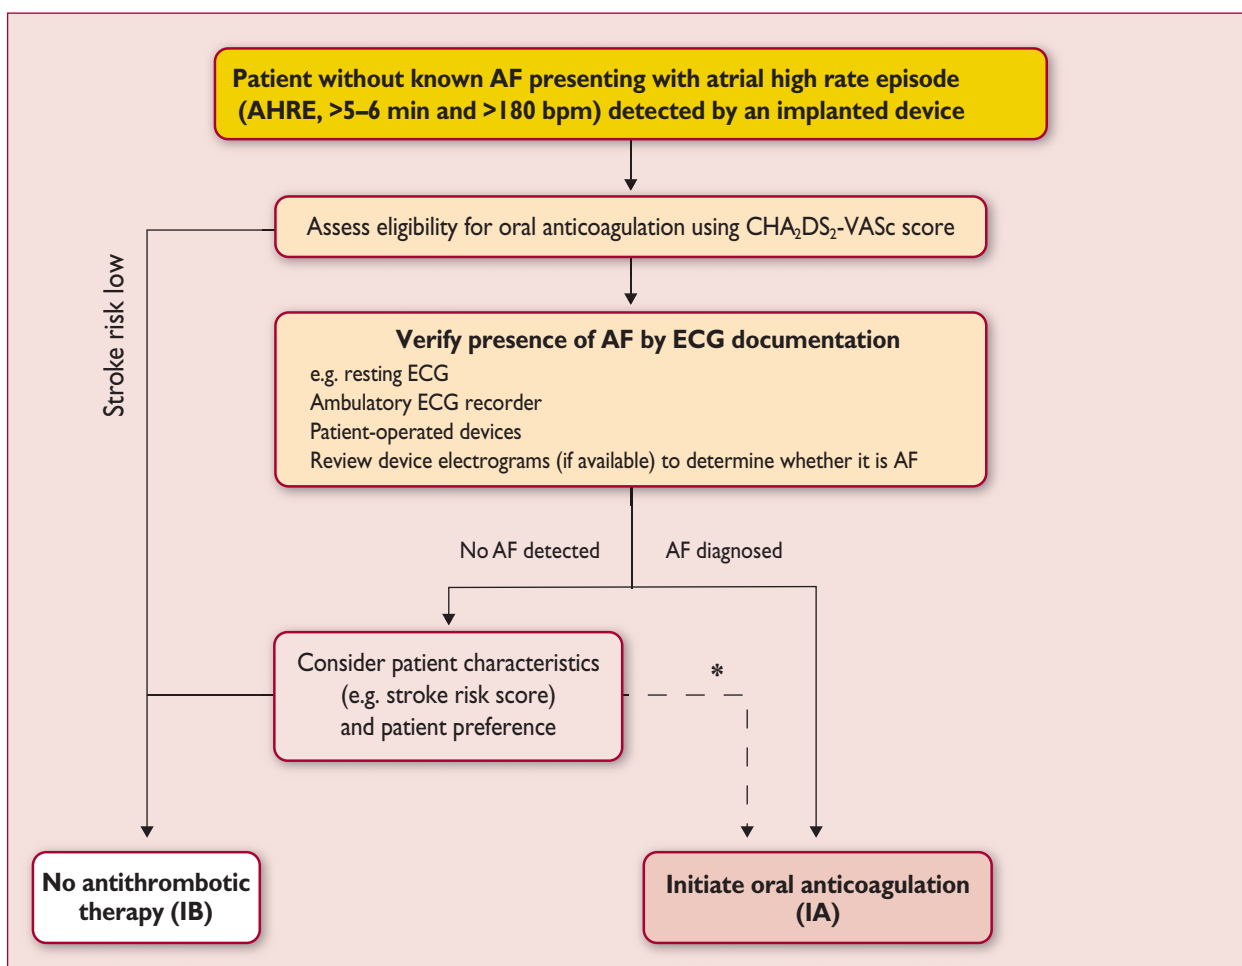 Patient without known AF presenting with atrial high rate episode
(AHRE, >5–6 min and >180 bpm) detected by an implanted device
Assess eligibility for oral anticoagulation using CHA₂DS₂-VASc score
Stroke risk low
Verify presence of AF by ECG documentation
e.g. resting ECG
Ambulatory ECG recorder
Patient-operated devices
Review device electrograms (if available) to determine whether it is AF
No AF detected
AF diagnosed
Consider patient characteristics
(e.g. stroke risk score)
and patient preference
*
No antithrombotic
therapy (IB)
Initiate oral anticoagulation
(IA)